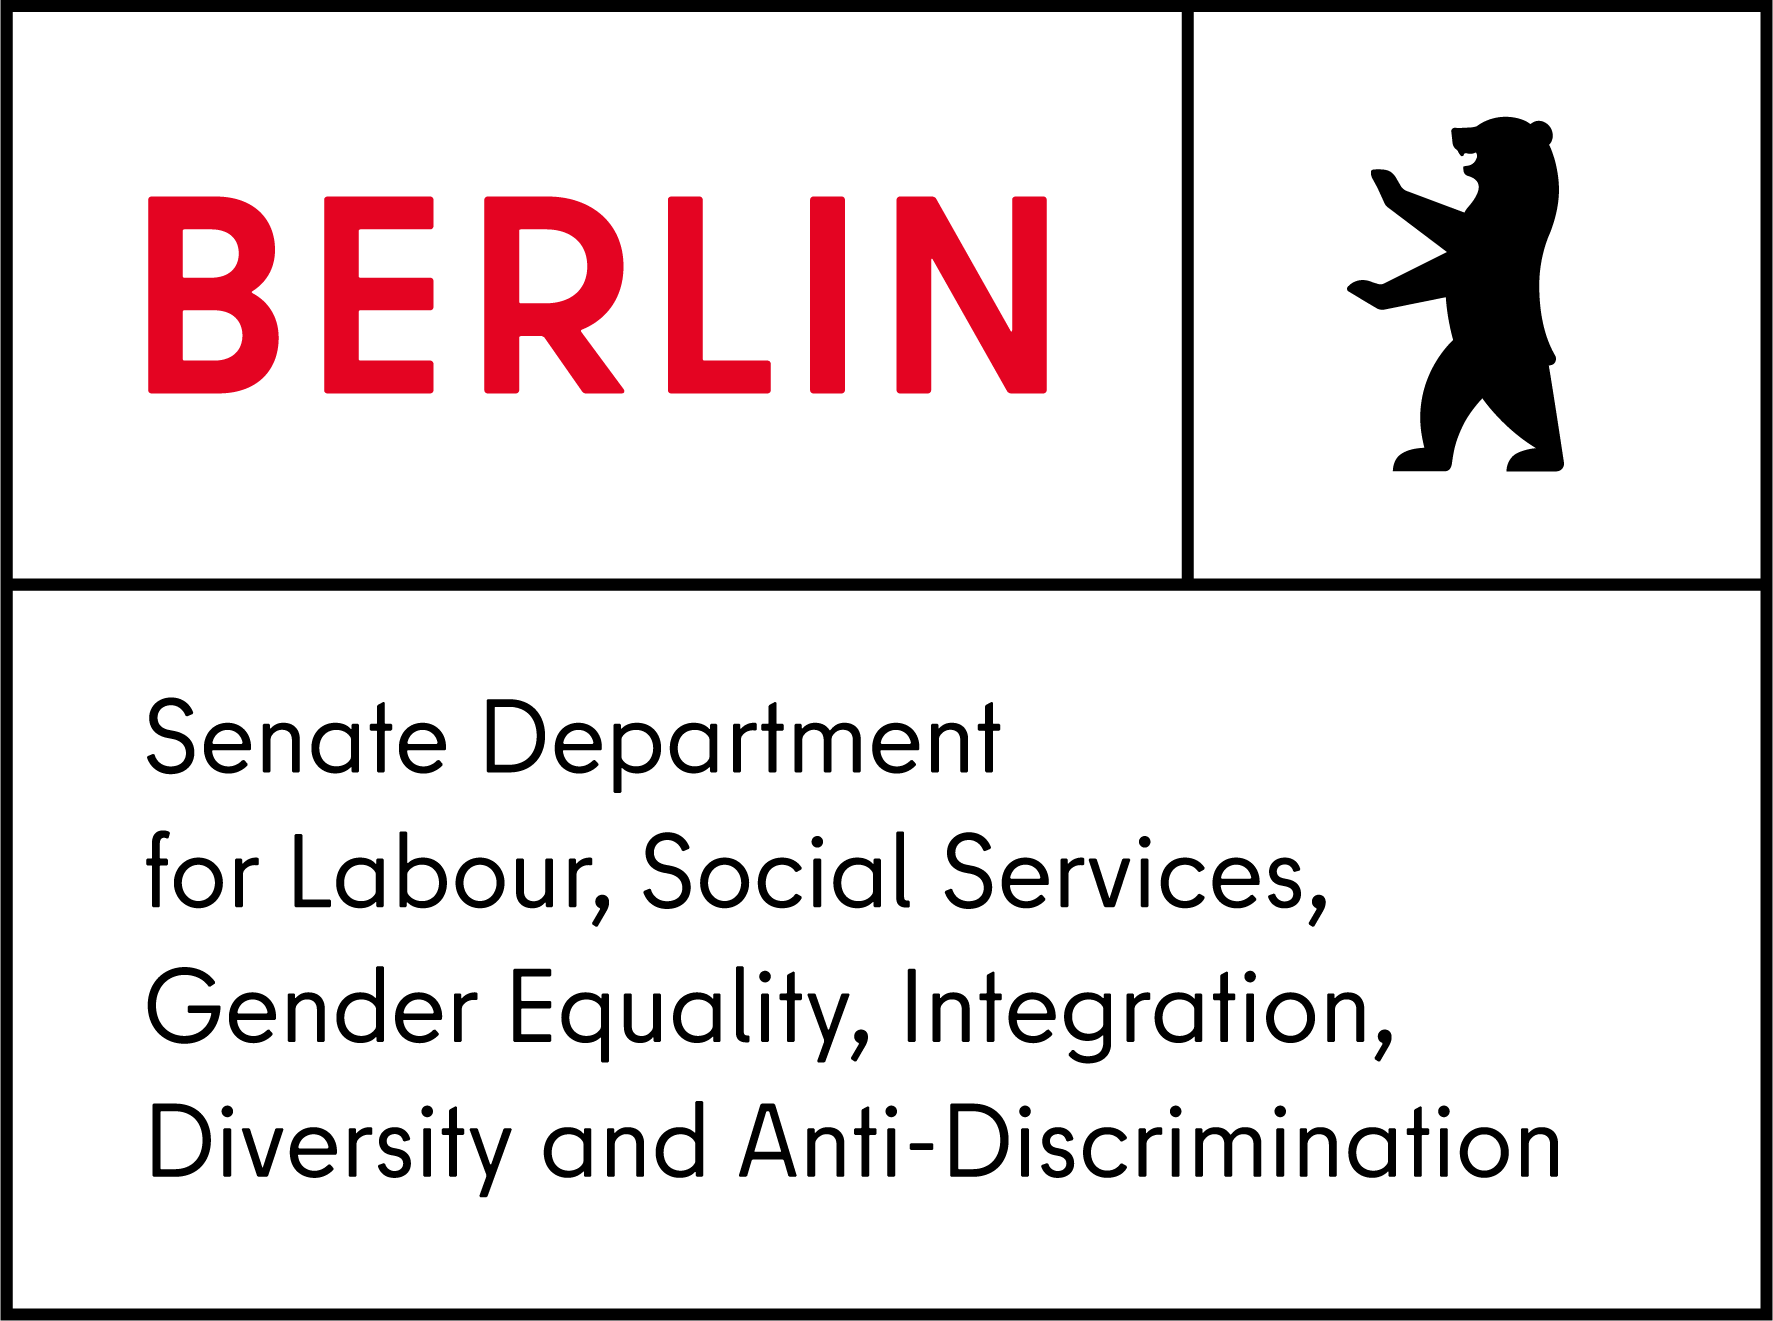 BERLIN
Senate Department
for Labour, Social Services,
Gender Equality, Integration,
Diversity and Anti-Discrimination